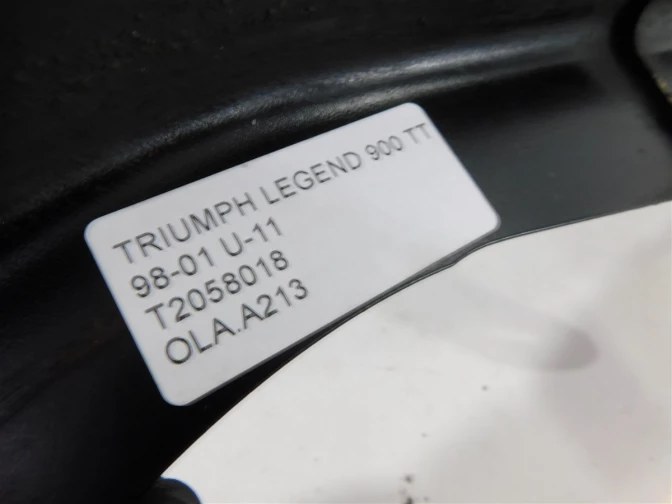 TRIUMPH LEGEND 900 TT
98-01 U-11
T2058018
OLA.A213